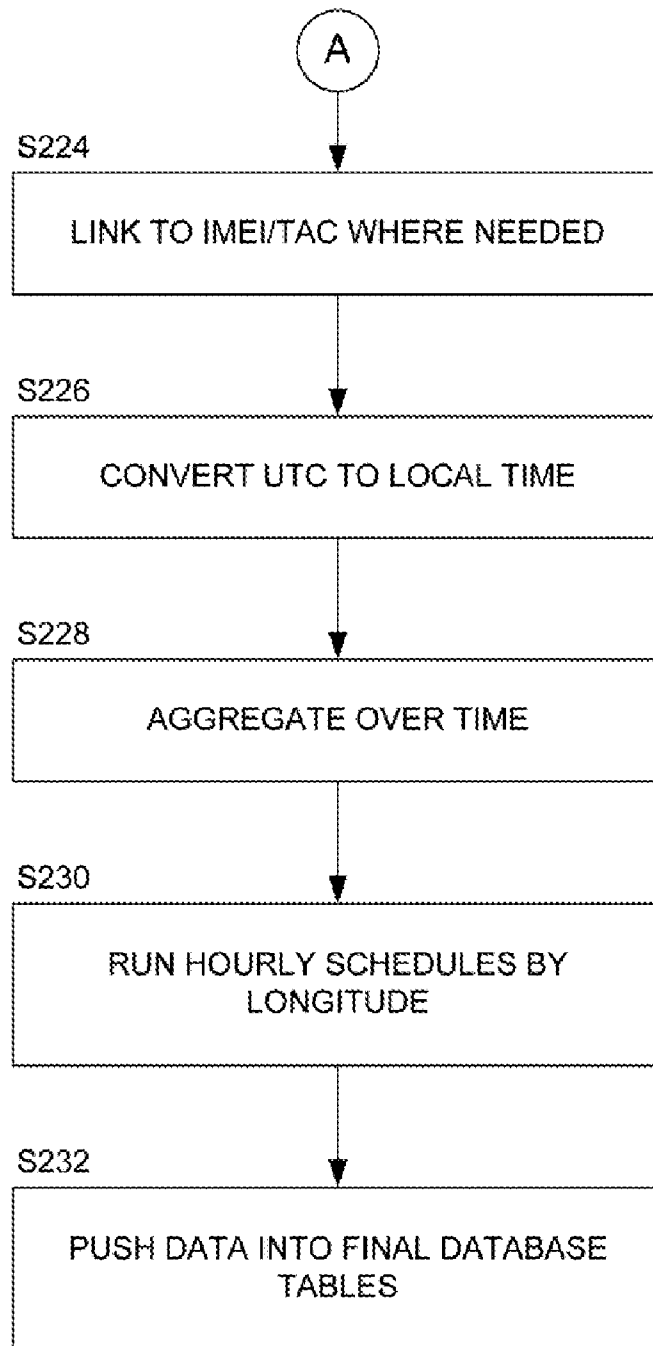 A
S224
LINK TO IMEI/TAC WHERE NEEDED
S226
CONVERT UTC TO LOCAL TIME
S228
AGGREGATE OVER TIME
S230
RUN HOURLY SCHEDULES BY
LONGITUDE
S232
PUSH DATA INTO FINAL DATABASE
TABLES